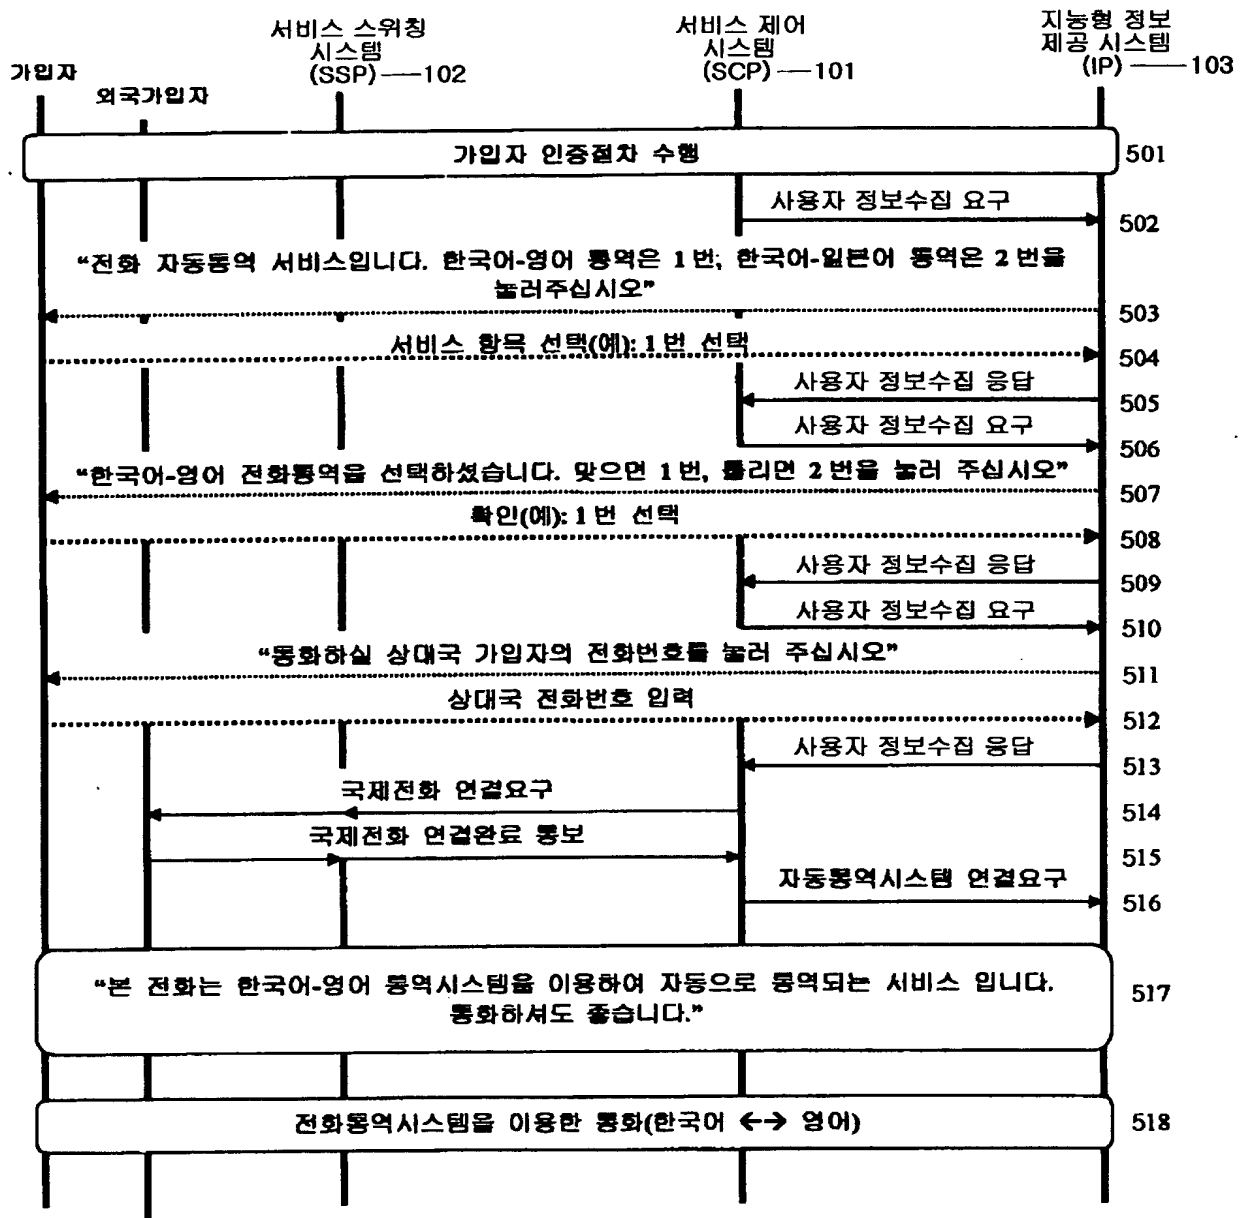 가입자
외국가입자
서비스 스위칭
시스템
(SSP) 102
서비스 제어
시스템
(SCP) 101
지능형 정보
제공 시스템
(IP) 103
가입자 인증절차 수행 501
사용자 정보수집 요구 502
“전화 자동통역 서비스입니다. 한국어-영어 통역은 1번, 한국어-일본어 통역은 2번을
눌러주십시오” 503
서비스 항목 선택(예): 1번 선택 504
사용자 정보수집 응답 505
사용자 정보수집 요구 506
“한국어-영어 전화통역을 선택하셨습니다. 맞으면 1번, 틀리면 2번을 눌러 주십시오” 507
확인(예): 1번 선택 508
사용자 정보수집 응답 509
사용자 정보수집 요구 510
“통화하실 상대국 가입자의 전화번호를 눌러 주십시오” 511
상대국 전화번호 입력 512
사용자 정보수집 응답 513
국제전화 연결요구 514
국제전화 연결완료 통보 515
자동통역시스템 연결요구 516
“본 전화는 한국어-영어 통역시스템을 이용하여 자동으로 통역되는 서비스 입니다.
통화하셔도 좋습니다.” 517
전화통역시스템을 이용한 통화(한국어 ←→ 영어) 518